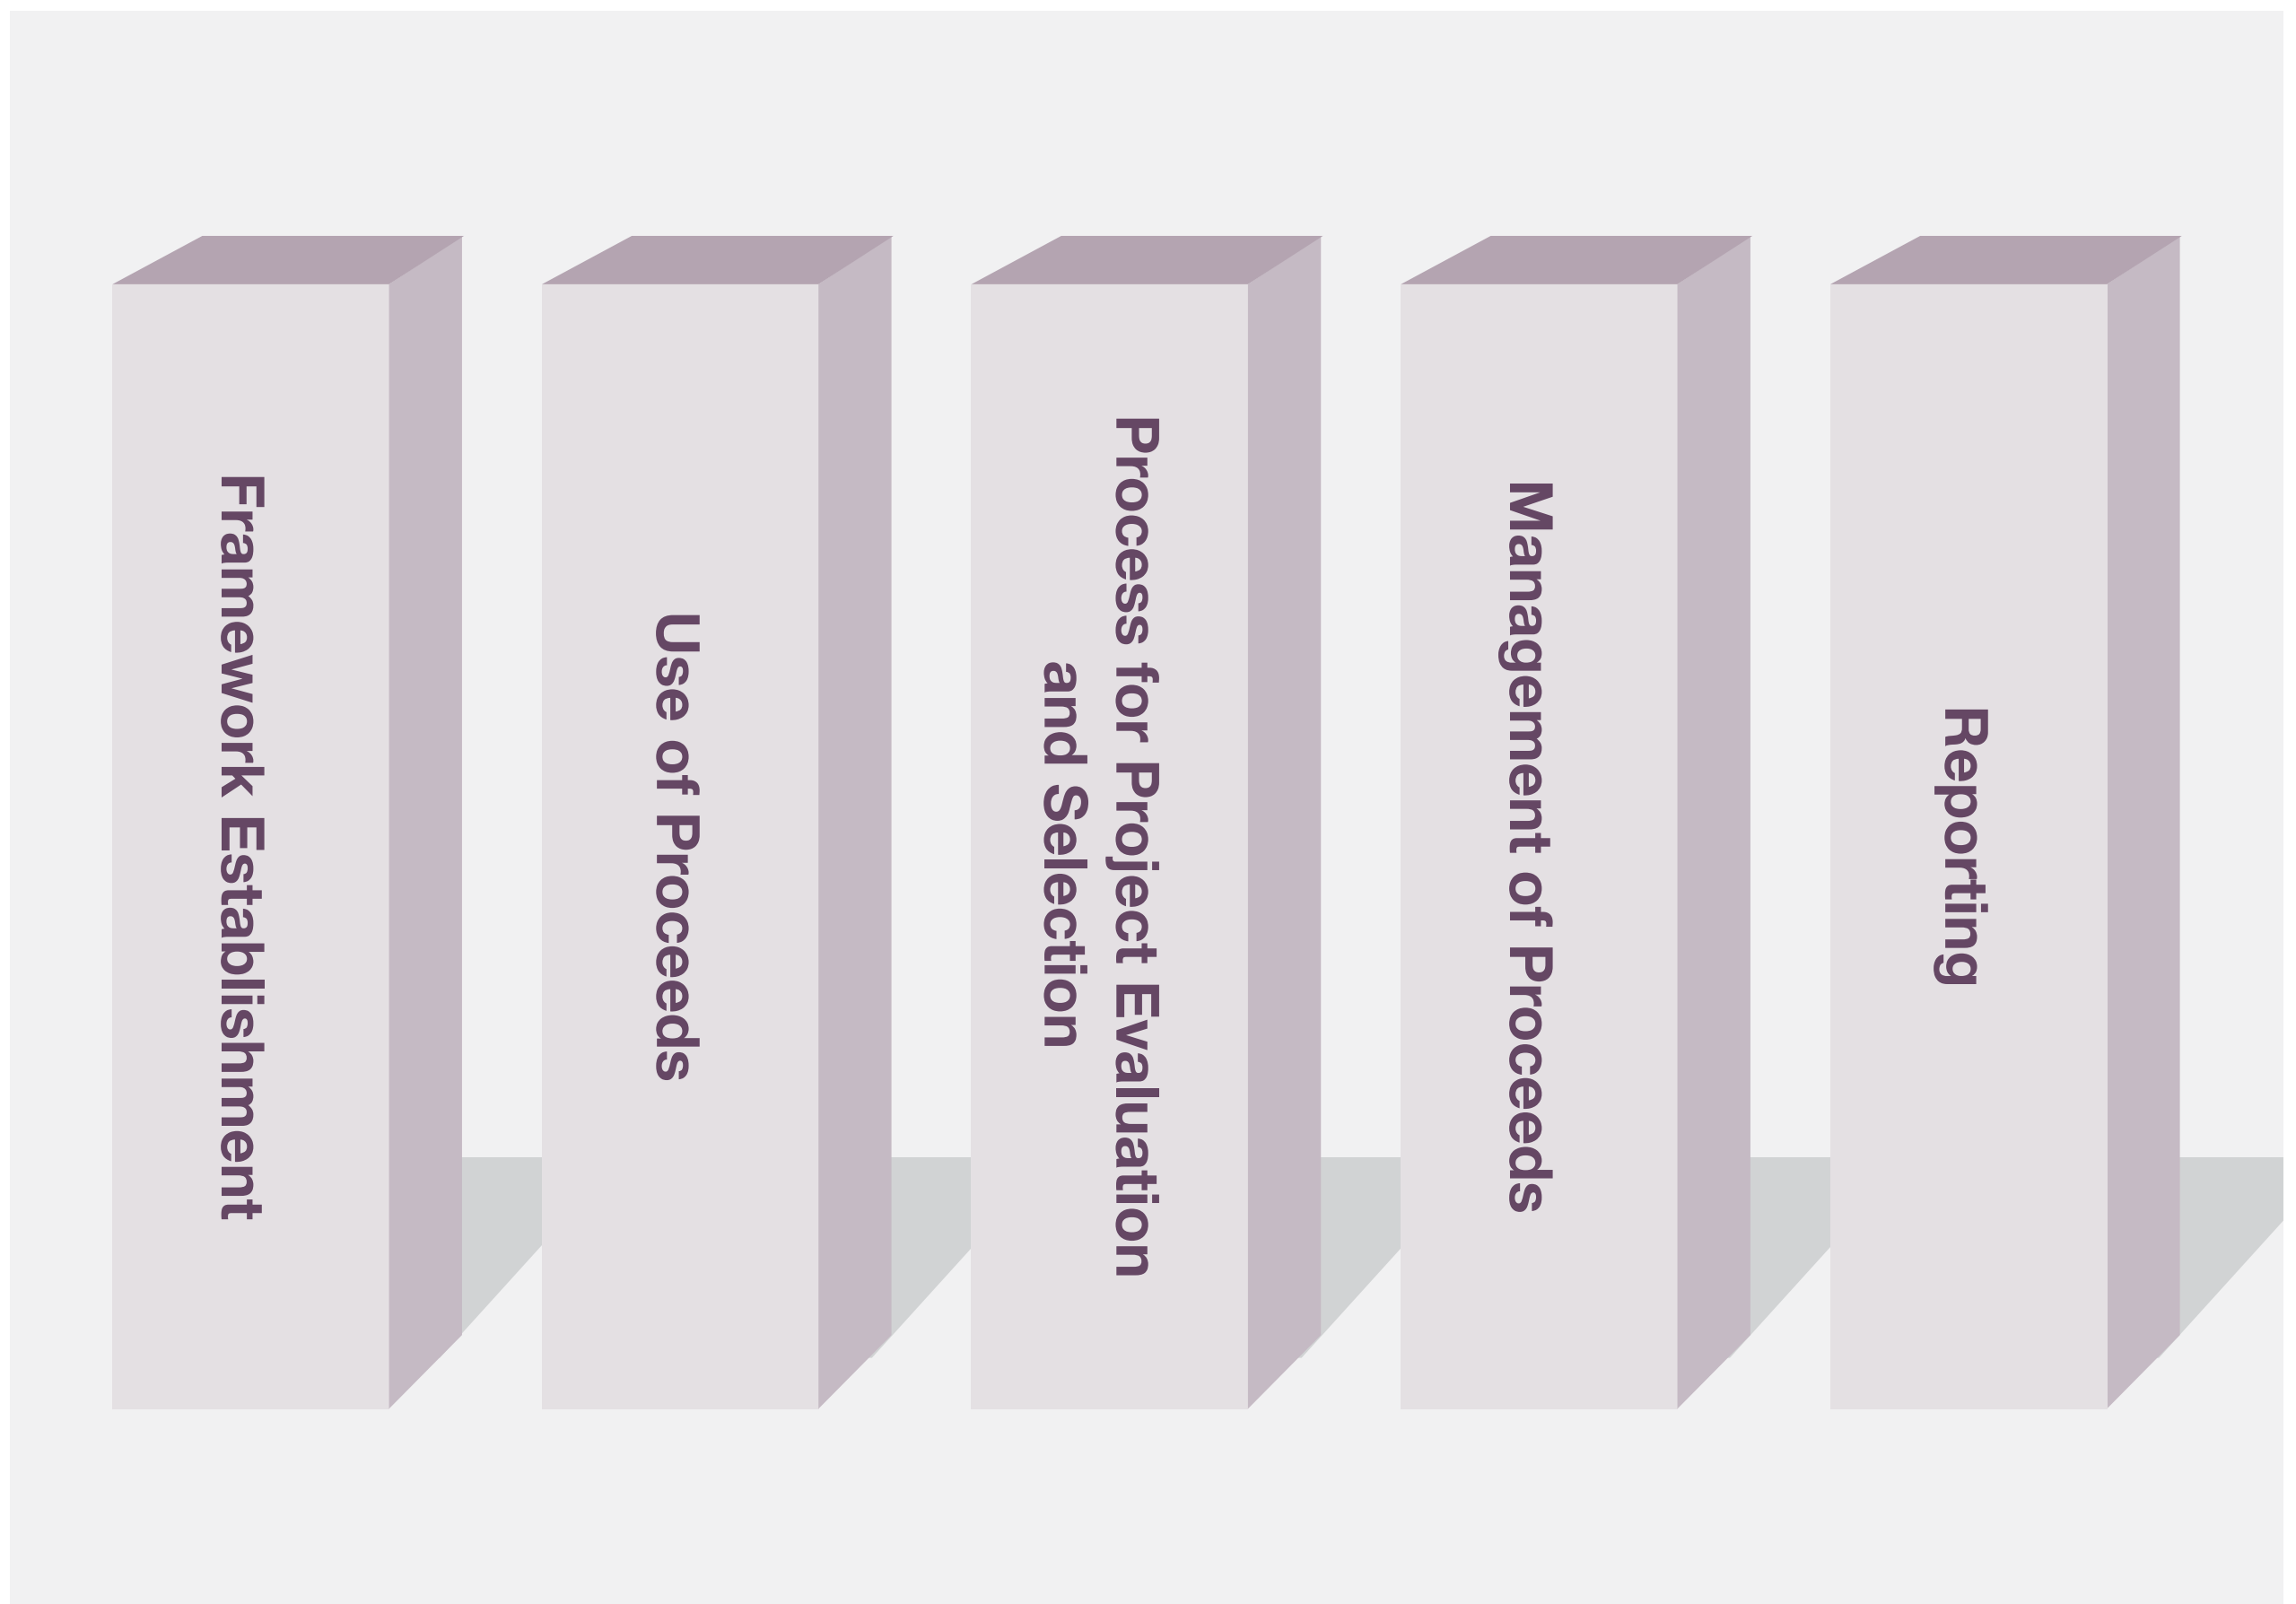 Framework Establishment
Use of Proceeds
Process for Project Evaluation
and Selection
Management of Proceeds
Reporting